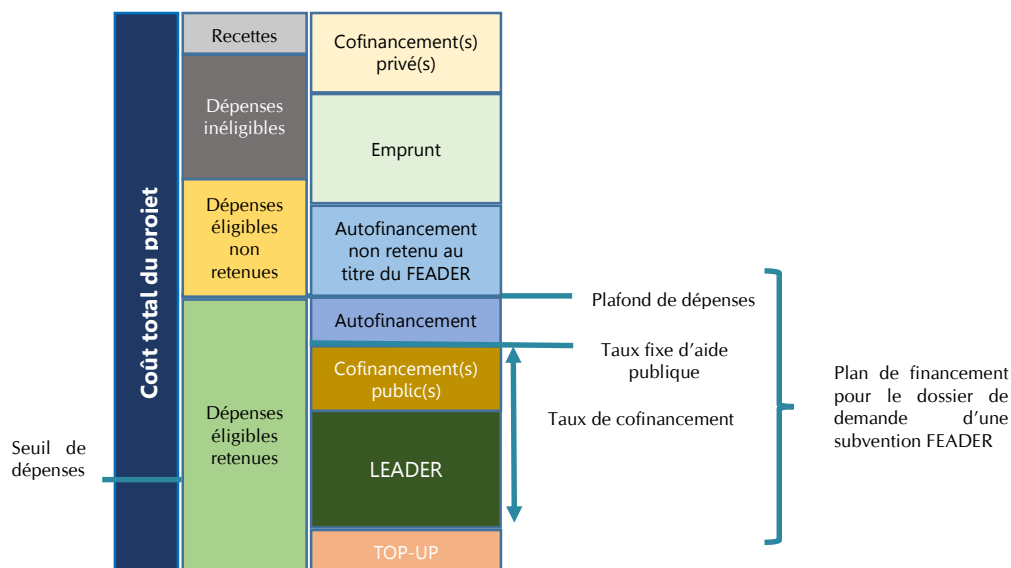 Coût total du projet
Recettes
Dépenses
inéligibles
Dépenses
éligibles
non
retenues
Dépenses
éligibles
retenues
Cofinancement(s)
privé(s)
Emprunt
Autofinancement
non retenu au
titre du FEADER
Autofinancement
Cofinancement(s)
public(s)
LEADER
TOP-UP
Seuil de
dépenses
Plafond de dépenses
Taux fixe d’aide
publique
Taux de cofinancement
Plan de financement
pour le dossier de
demande d’une
subvention FEADER